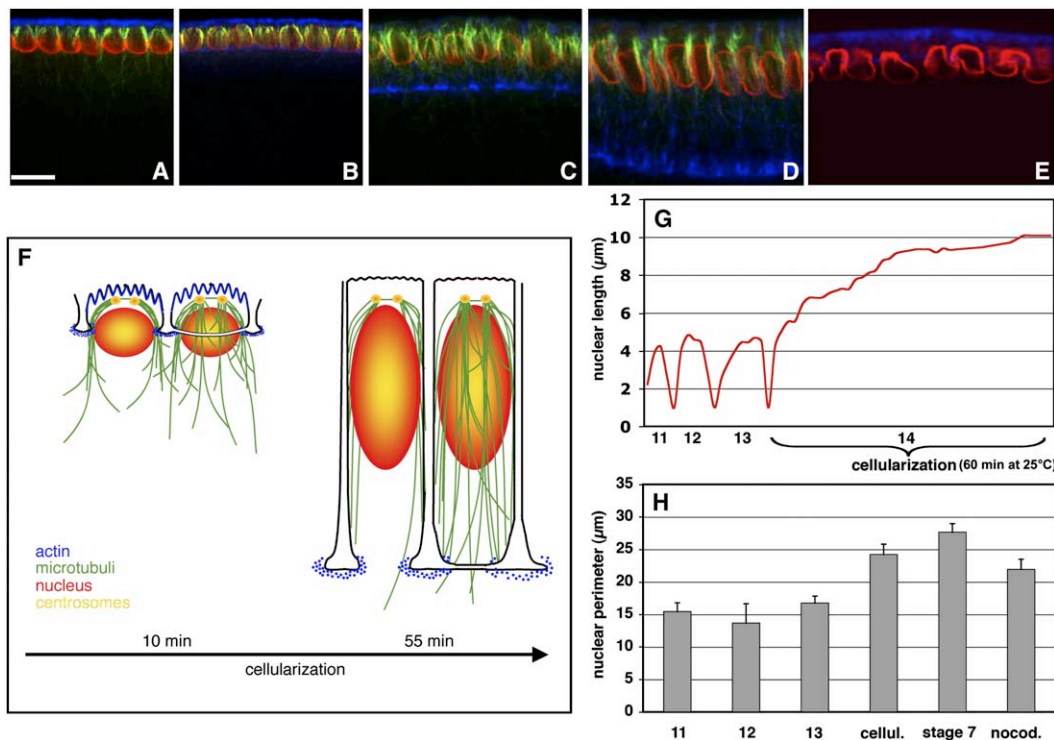 A
B
C
D
E
F
actin
microtubuli
nucleus
centrosomes
10 min
55 min
cellularization
G
nuclear length (µm)
12
10
8
6
4
2
0
11
12
13
14
cellularization (60 min at 25°C)
H
nuclear perimeter (µm)
35
30
25
20
15
10
5
0
11
12
13
cellul.
stage 7
nocod.